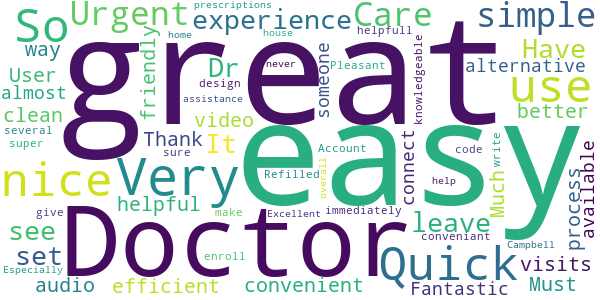 prescriptions
Urgent
experience
Care
simple
So
great
way
home
house
helpfull
friendly
Dr
never
Pleasant
someone
knowledgeable
Have
User
almost
design
alternative
use
clean
assistance
video
better
several
super
Thank
sure
It
easy
Account
connect
code
write
nice
Very
Refilled
overall
help
Much
process
available
helpful
Doctor
give
make
Excellent
immediately
leave
see
set
enroll
Quick
convenient
Campbell
visits
Especially
audio
efficient
convenient
Fantastic
Must